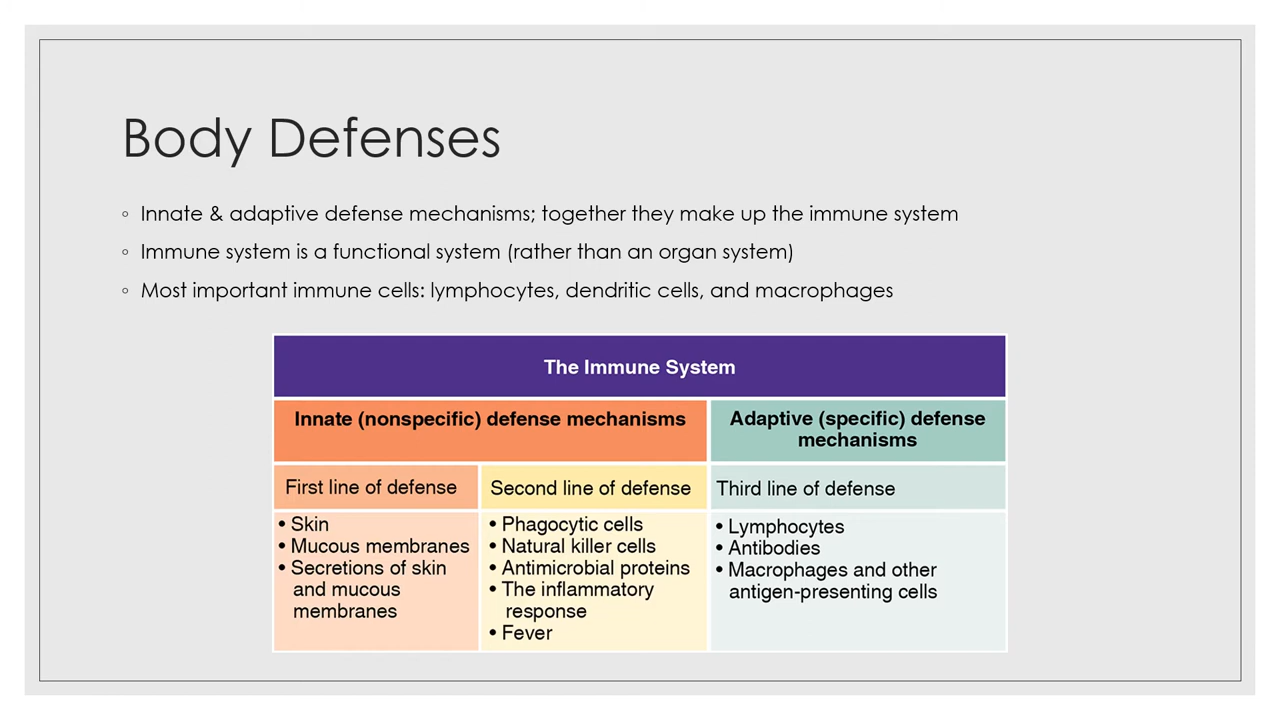 Body Defenses
◦ Innate & adaptive defense mechanisms; together they make up the immune system
◦ Immune system is a functional system (rather than an organ system)
◦ Most important immune cells: lymphocytes, dendritic cells, and macrophages
The Immune System
Innate (nonspecific) defense mechanisms
Adaptive (specific) defense
mechanisms
First line of defense
Second line of defense
Third line of defense
• Skin
• Mucous membranes
• Secretions of skin
and mucous
membranes
• Phagocytic cells
• Natural killer cells
• Antimicrobial proteins
• The inflammatory
response
• Fever
• Lymphocytes
• Antibodies
• Macrophages and other
antigen-presenting cells